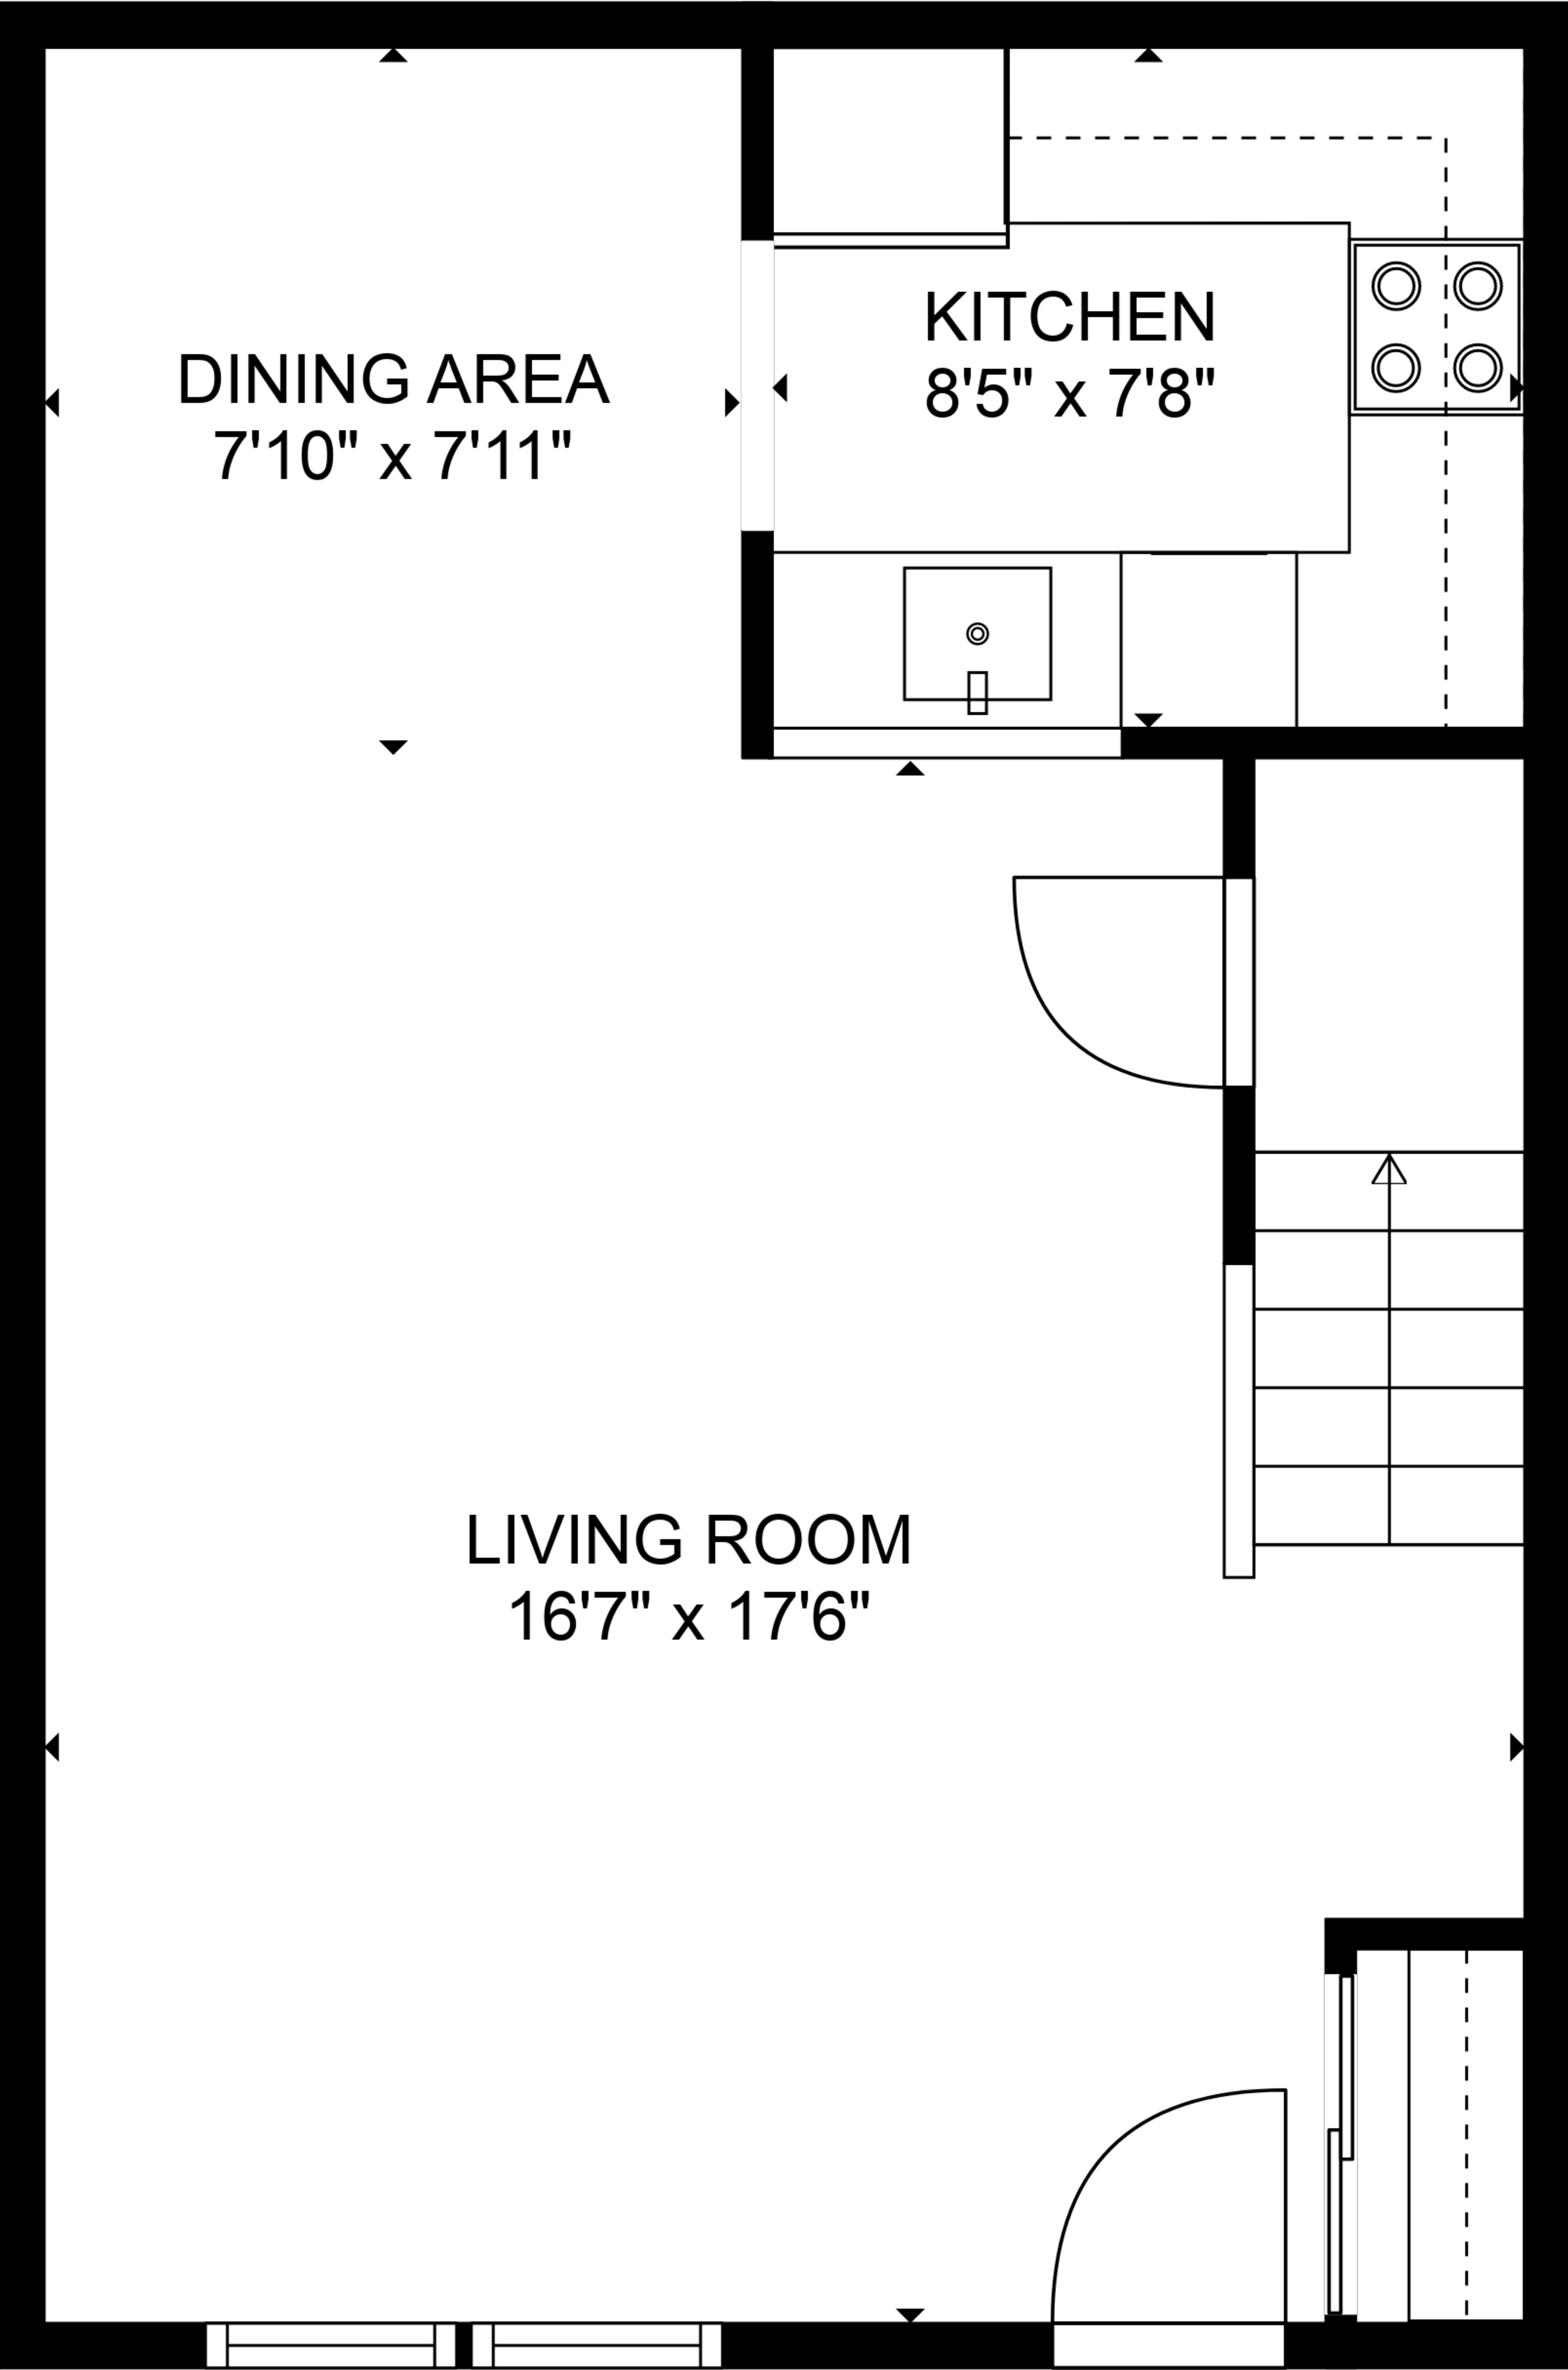 KITCHEN
8'5" x 7'8"
DINING AREA
7'10" x 7'11"
LIVING ROOM
16'7" x 17'6"